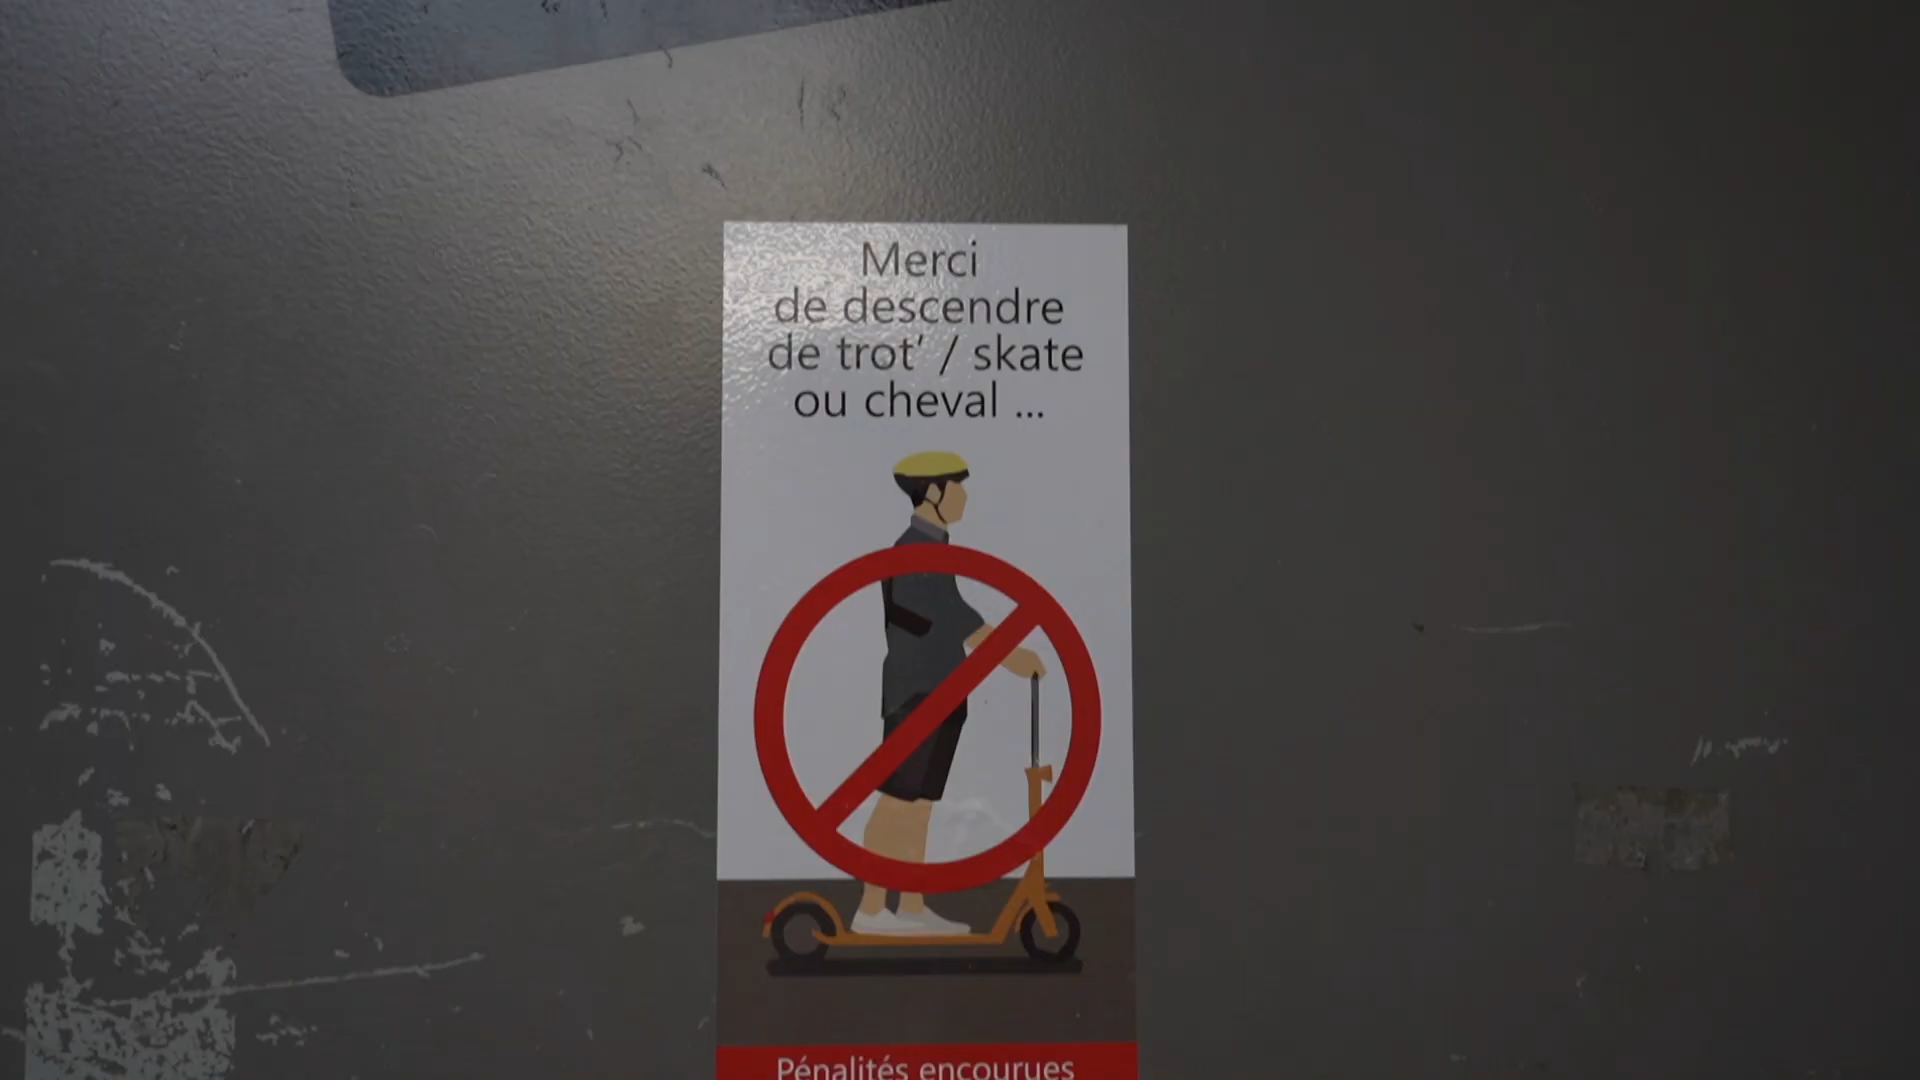 Merci
de descendre
de trot' / skate
ou cheval ...
Pénalités encourues